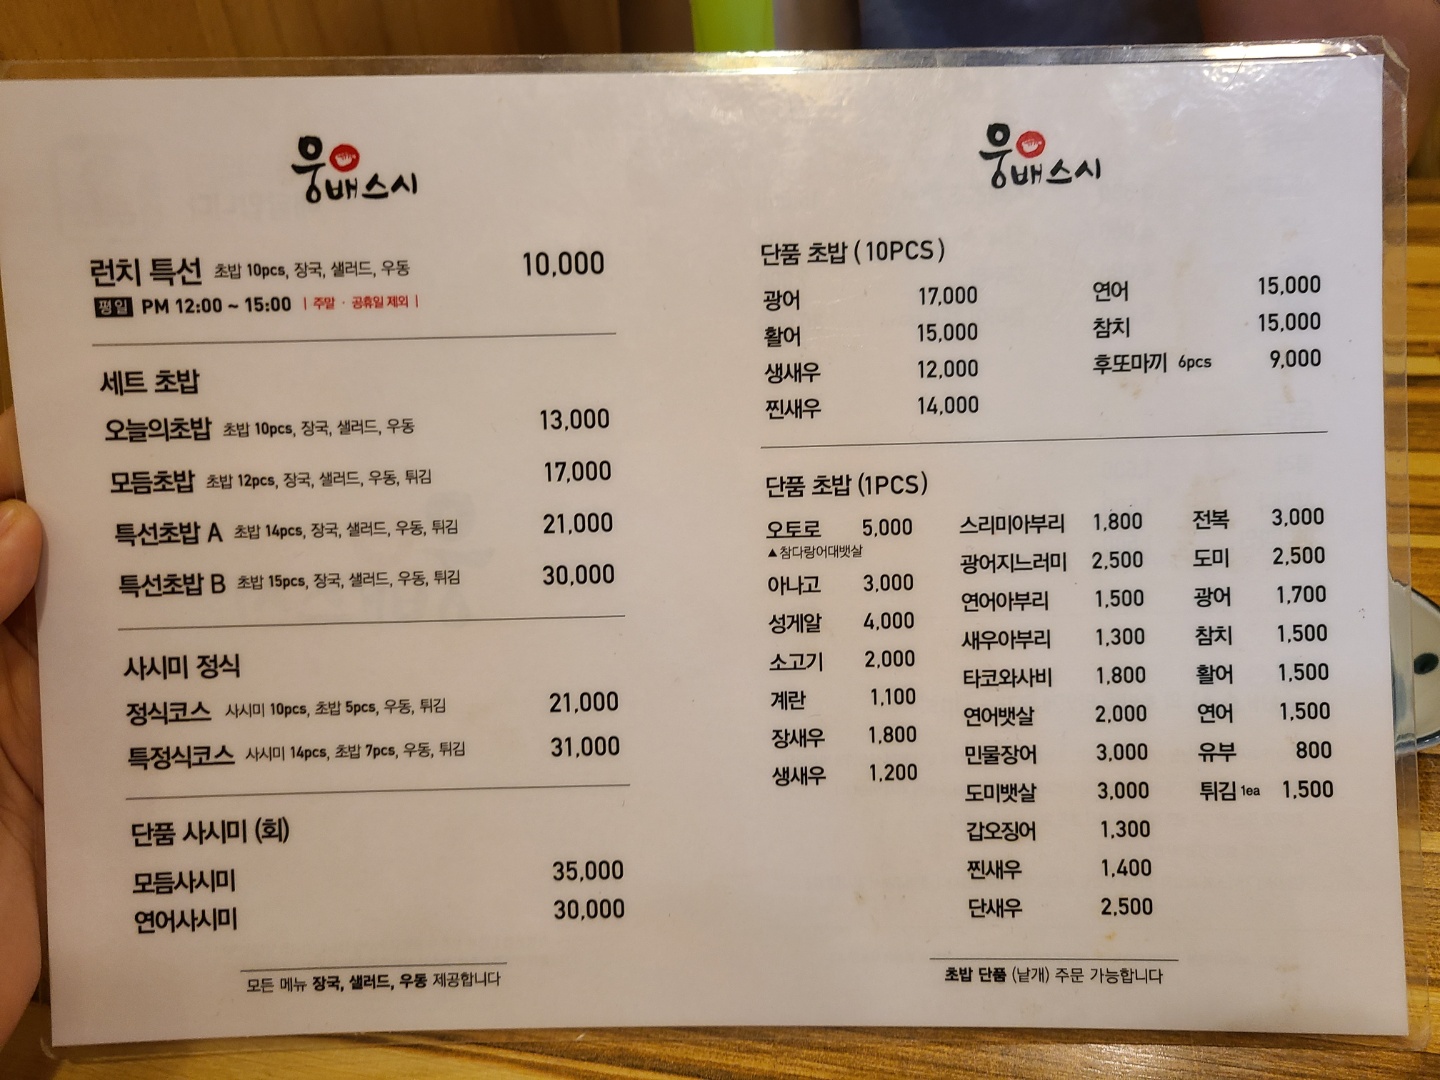 웅배스시
런치 특선 초밥 10pcs, 장국, 샐러드, 우동 10,000
평일 PM 12:00 ~ 15:00 | 주말 · 공휴일 제외 |
세트 초밥
오늘의초밥 초밥 10pcs, 장국, 샐러드, 우동 13,000
모듬초밥 초밥 12pcs, 장국, 샐러드, 우동, 튀김 17,000
특선초밥 A 초밥 14pcs, 장국, 샐러드, 우동, 튀김 21,000
특선초밥 B 초밥 15pcs, 장국, 샐러드, 우동, 튀김 30,000
사시미 정식
정식코스 사시미 10pcs, 초밥 5pcs, 우동, 튀김 21,000
특정식코스 사시미 14pcs, 초밥 7pcs, 우동, 튀김 31,000
단품 사시미 (회)
모듬사시미 35,000
연어사시미 30,000
모든 메뉴 장국, 샐러드, 우동 제공합니다
웅배스시
단품 초밥 (10PCS)
광어 17,000
활어 15,000
생새우 12,000
찐새우 14,000
연어 15,000
참치 15,000
후또마끼 6pcs 9,000
단품 초밥 (1PCS)
오토로 5,000
▲참다랑어대뱃살
아나고 3,000
성게알 4,000
소고기 2,000
계란 1,100
장새우 1,800
생새우 1,200
스리미아부리 1,800
광어지느러미 2,500
연어아부리 1,500
새우아부리 1,300
타코와사비 1,800
연어뱃살 2,000
민물장어 3,000
도미뱃살 3,000
갑오징어 1,300
찐새우 1,400
단새우 2,500
전복 3,000
도미 2,500
광어 1,700
참치 1,500
활어 1,500
연어 1,500
유부 800
튀김 1ea 1,500
초밥 단품 (낱개) 주문 가능합니다